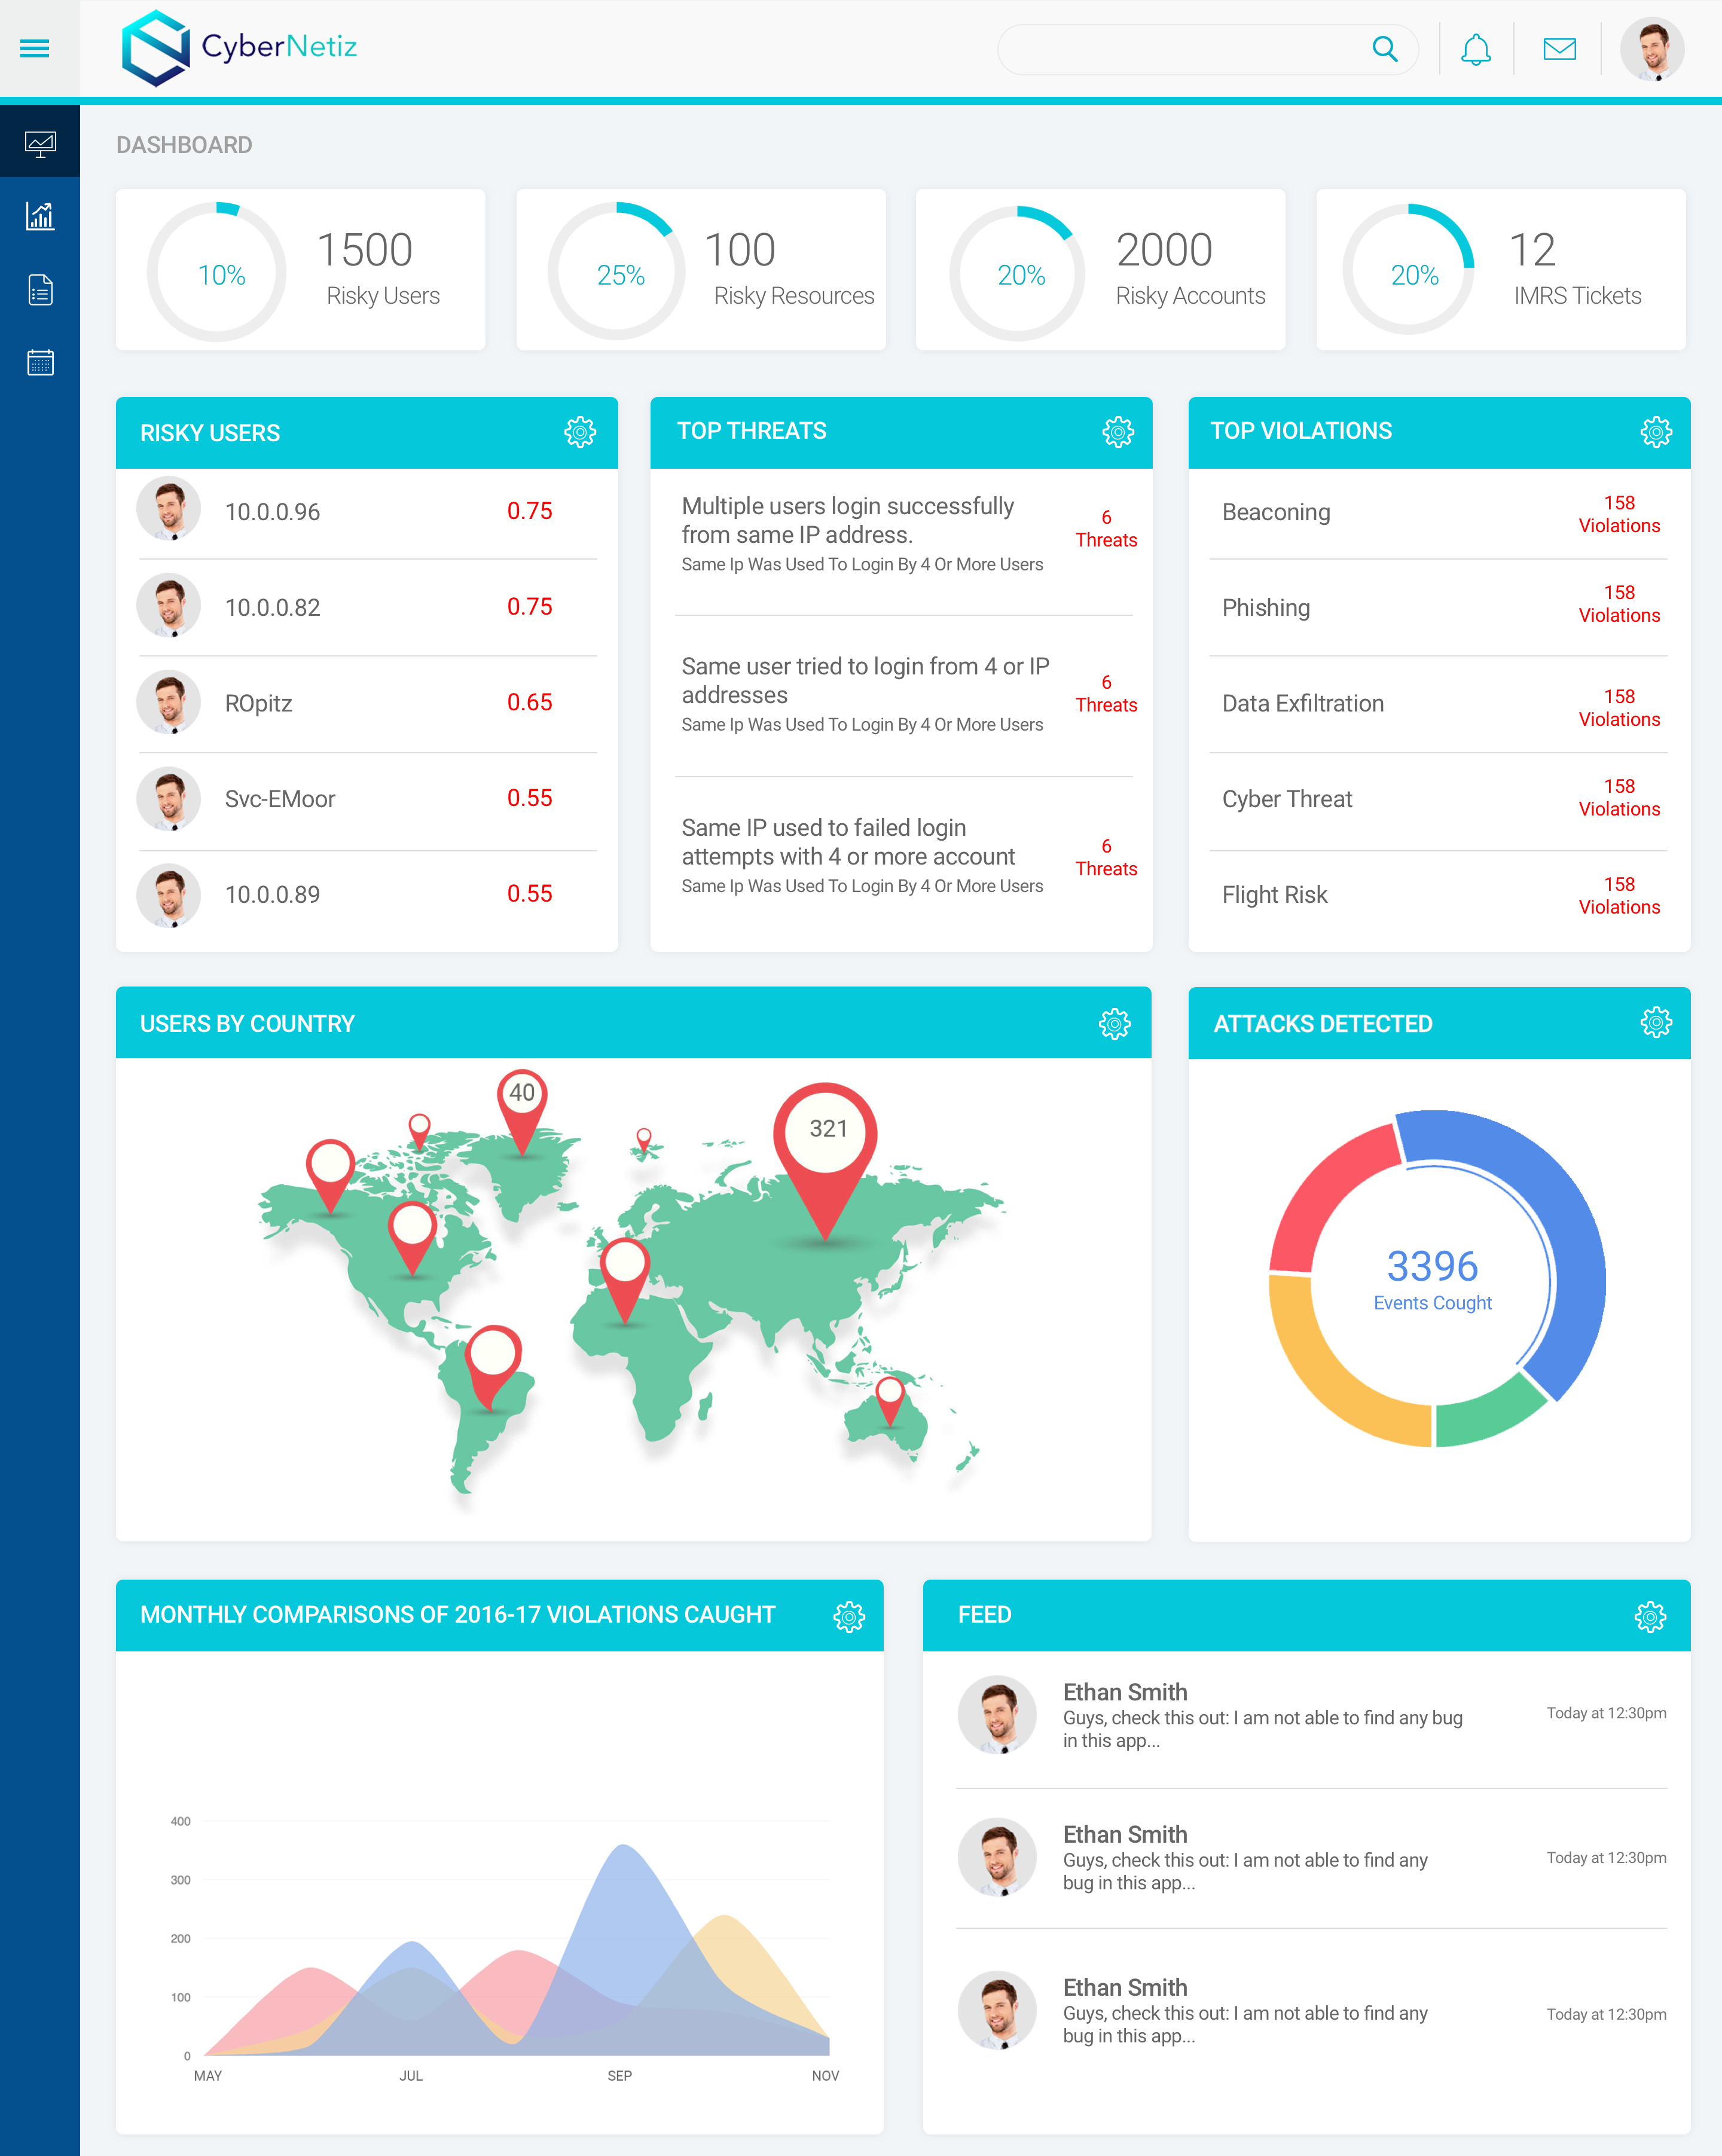 CyberNetiz
DASHBOARD
10%
1500
Risky Users
25%
100
Risky Resources
20%
2000
Risky Accounts
20%
12
IMRS Tickets
RISKY USERS
10.0.0.96
0.75
10.0.0.82
0.75
ROpitz
0.65
Svc-EMoor
0.55
10.0.0.89
0.55
TOP THREATS
Multiple users login successfully
from same IP address.
Same Ip Was Used To Login By 4 Or More Users
6
Threats
Same user tried to login from 4 or IP
addresses
Same Ip Was Used To Login By 4 Or More Users
6
Threats
Same IP used to failed login
attempts with 4 or more account
Same Ip Was Used To Login By 4 Or More Users
6
Threats
TOP VIOLATIONS
Beaconing
158
Violations
Phishing
158
Violations
Data Exfiltration
158
Violations
Cyber Threat
158
Violations
Flight Risk
158
Violations
USERS BY COUNTRY
40
321
ATTACKS DETECTED
3396
Events Cought
MONTHLY COMPARISONS OF 2016-17 VIOLATIONS CAUGHT
400
300
200
100
0
MAY
JUL
SEP
NOV
FEED
Ethan Smith
Guys, check this out: I am not able to find any bug
in this app...
Today at 12:30pm
Ethan Smith
Guys, check this out: I am not able to find any
bug in this app...
Today at 12:30pm
Ethan Smith
Guys, check this out: I am not able to find any
bug in this app...
Today at 12:30pm